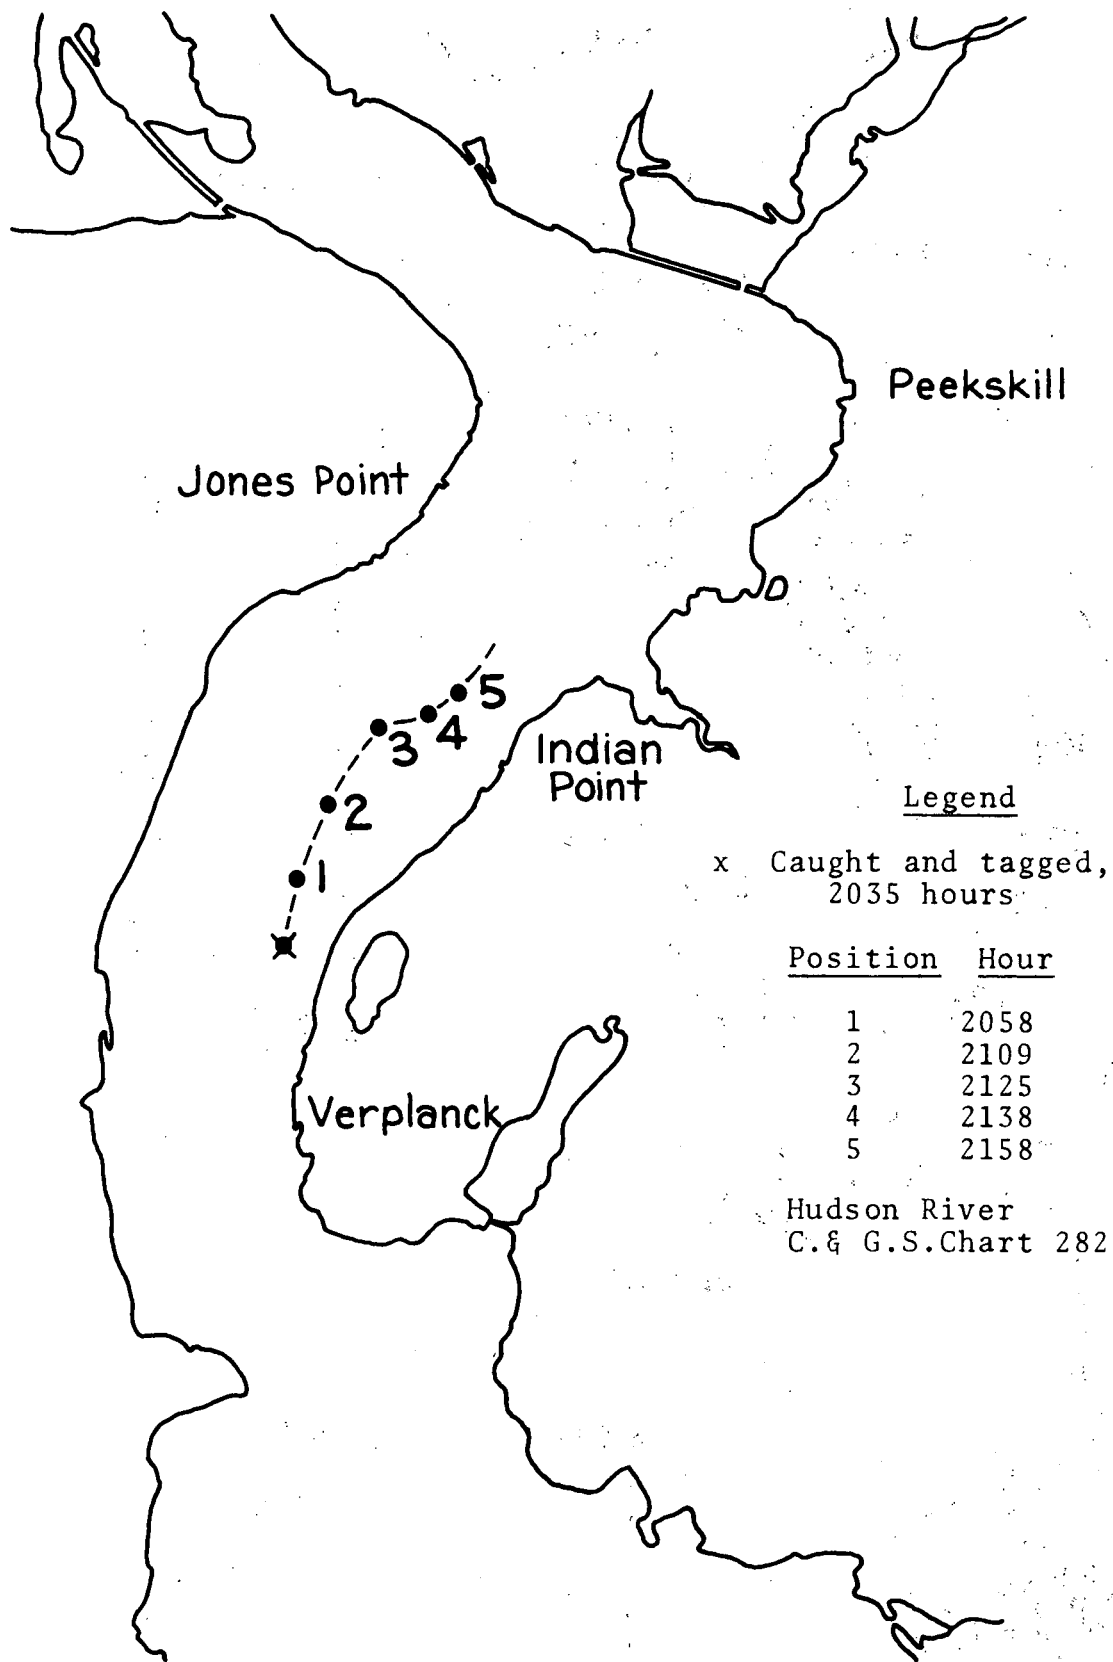 Peekskill
Jones Point
5
4
3
Indian
Point
2
1
Legend
x Caught and tagged,
2035 hours
Verplanck
Position Hour
1 2058
2 2109
3 2125
4 2138
5 2158
Hudson River
C.& G.S.Chart 282